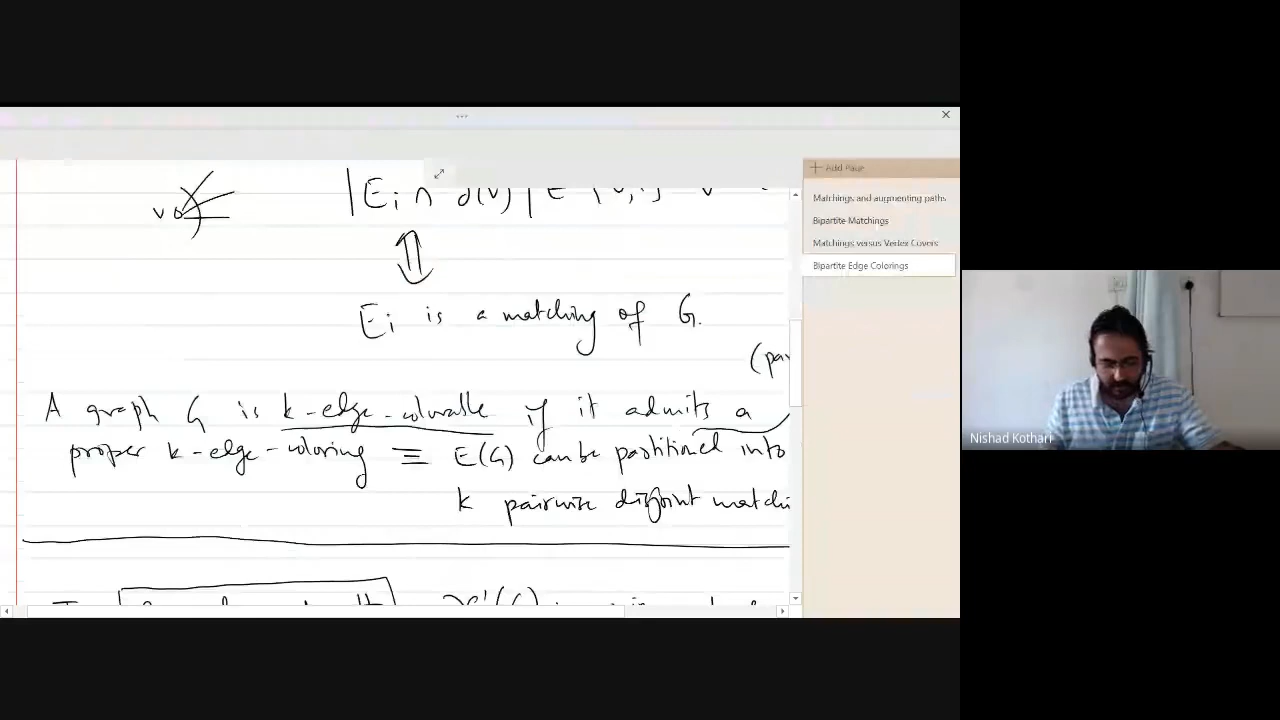 |Ei ∩ ∂(v)| ∈
v
Ei is a matching of G.
(pa
A graph G is k-edge-colorable if it admits a
proper k-edge-coloring ≡ E(G) can be partitioned into
k pairwise disjoint matchi
Add Page
Matchings and augmenting paths
Bipartite Matchings
Matchings versus Vertex Covers
Bipartite Edge Colorings
Nishad Kothari